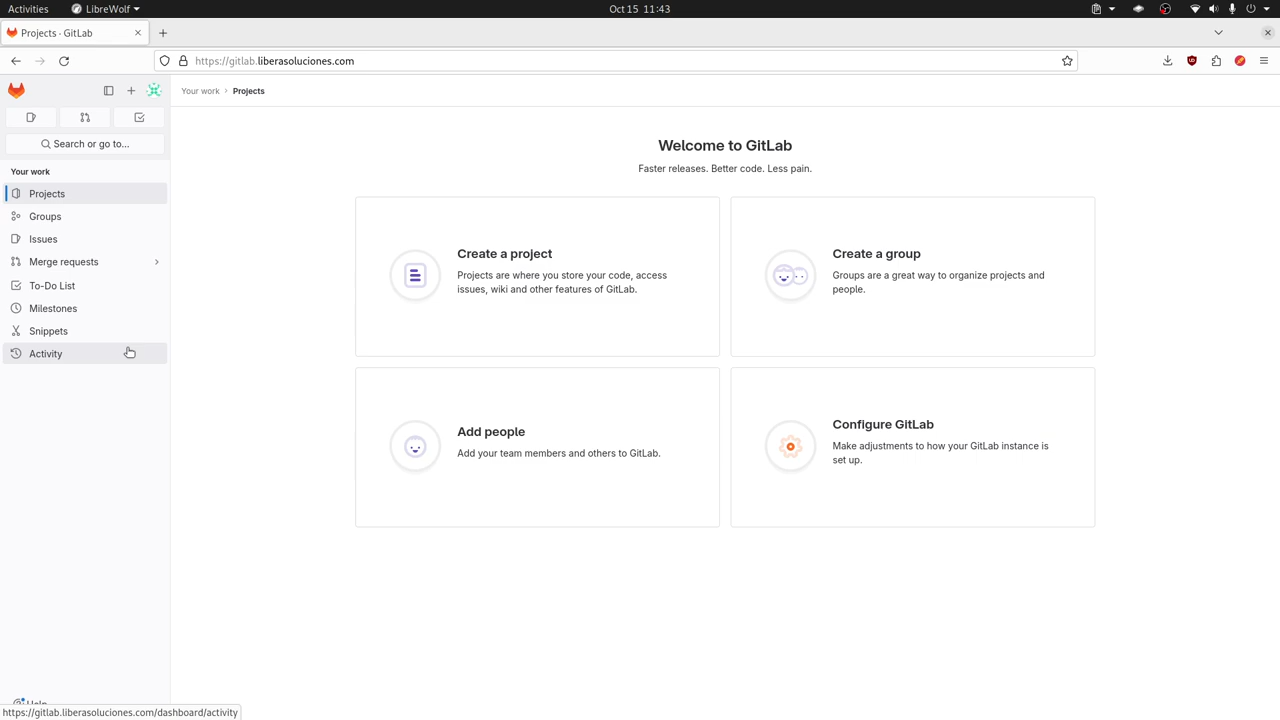 Activities
LibreWolf
Oct 15 11:43
Projects · GitLab
https://gitlab.liberasoluciones.com
Your work
Projects
Search or go to...
Your work
Projects
Groups
Issues
Merge requests
To-Do List
Milestones
Snippets
Activity
Help
Welcome to GitLab
Faster releases. Better code. Less pain.
Create a project
Projects are where you store your code, access
issues, wiki and other features of GitLab.
Create a group
Groups are a great way to organize projects and
people.
Add people
Add your team members and others to GitLab.
Configure GitLab
Make adjustments to how your GitLab instance is
set up.
https://gitlab.liberasoluciones.com/dashboard/activity